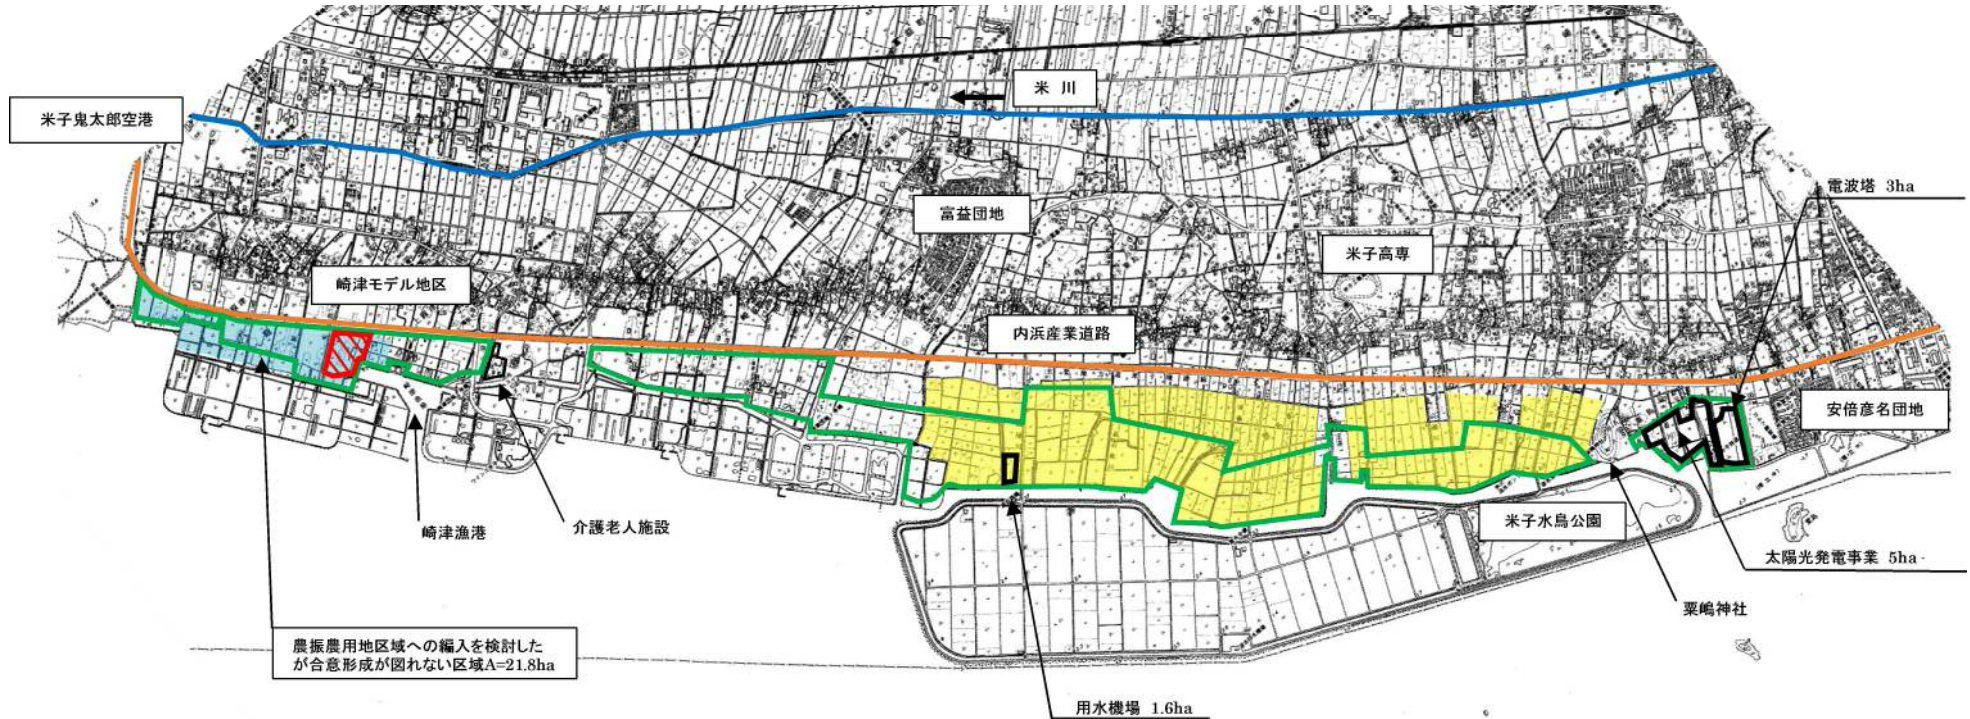 米 川
米子鬼太郎空港
電波塔 3ha
富益団地
米子高専
崎津モデル地区
内浜産業道路
安倍彦名団地
崎津漁港
介護老人施設
米子水鳥公園
太陽光発電事業 5ha
粟嶋神社
農振農用地区域への編入を検討した
が合意形成が図れない区域A=21.8ha
用水機場 1.6ha